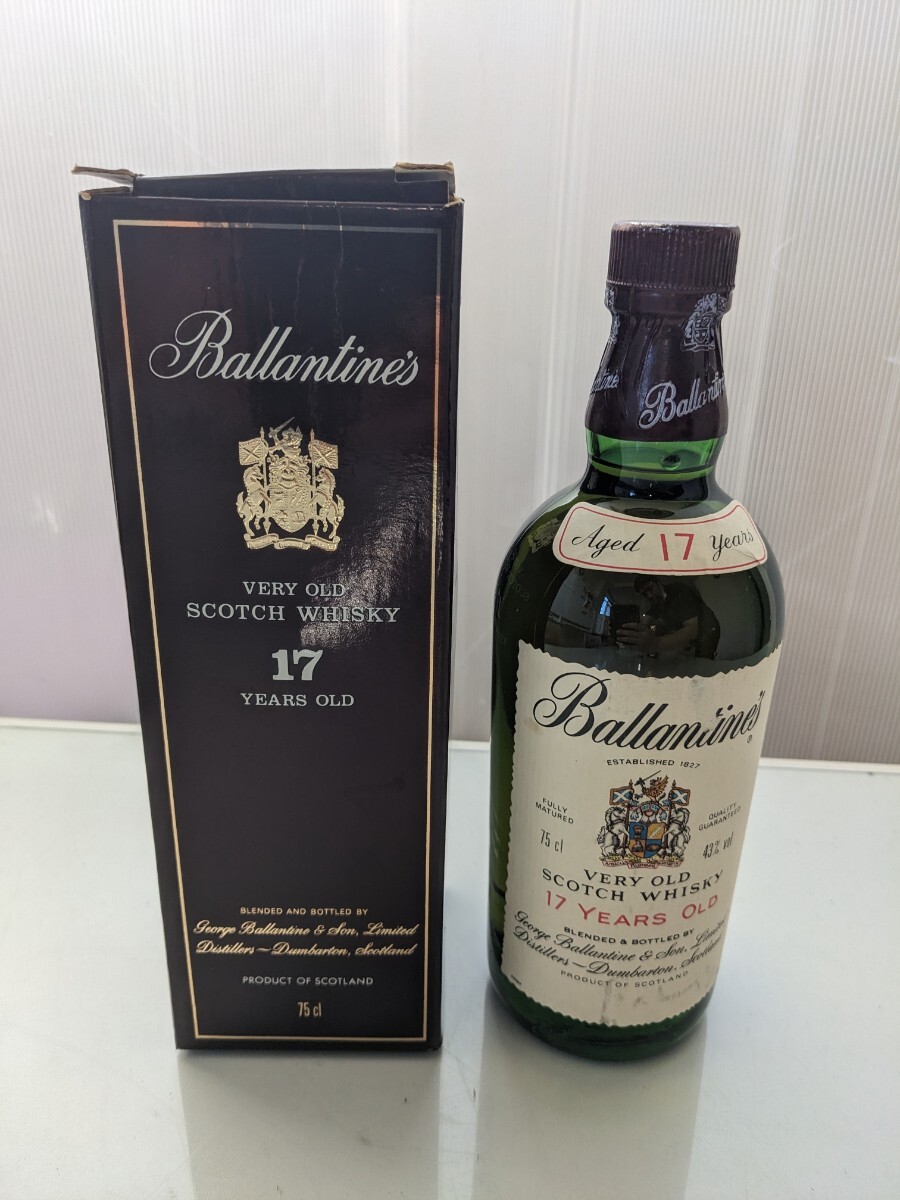 Ballantine's
VERY OLD
SCOTCH WHISKY
17
YEARS OLD
BLENDED AND BOTTLED BY
George Ballantine & Son, Limited
Distillers—Dumbarton, Scotland
PRODUCT OF SCOTLAND
75 cl
Aged 17 Years
Ballantine's
ESTABLISHED 1827
FULLY
MATURED
QUALITY
GUARANTEED
75 cl
43% vol
VERY OLD
SCOTCH WHISKY
17 YEARS OLD
BLENDED & BOTTLED BY
George Ballantine & Son, Limited
Distillers—Dumbarton, Scotland
PRODUCT OF SCOTLAND